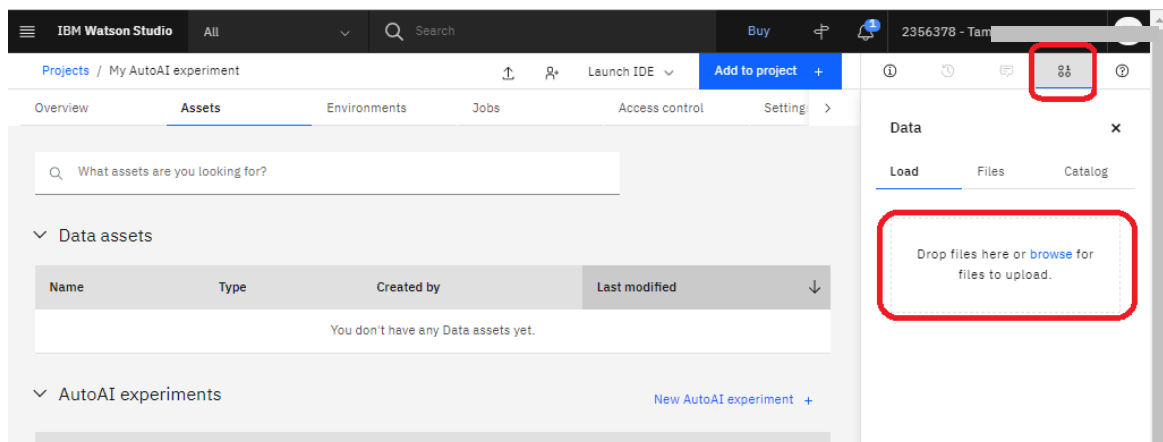 IBM Watson Studio All Search Buy 1 2356378 - Tam
Projects / My AutoAI experiment Launch IDE Add to project +
Overview Assets Environments Jobs Access control Setting
Data
Load Files Catalog
Drop files here or browse for
files to upload.
What assets are you looking for?
Data assets
Name Type Created by Last modified
You don't have any Data assets yet.
AutoAI experiments New AutoAI experiment +